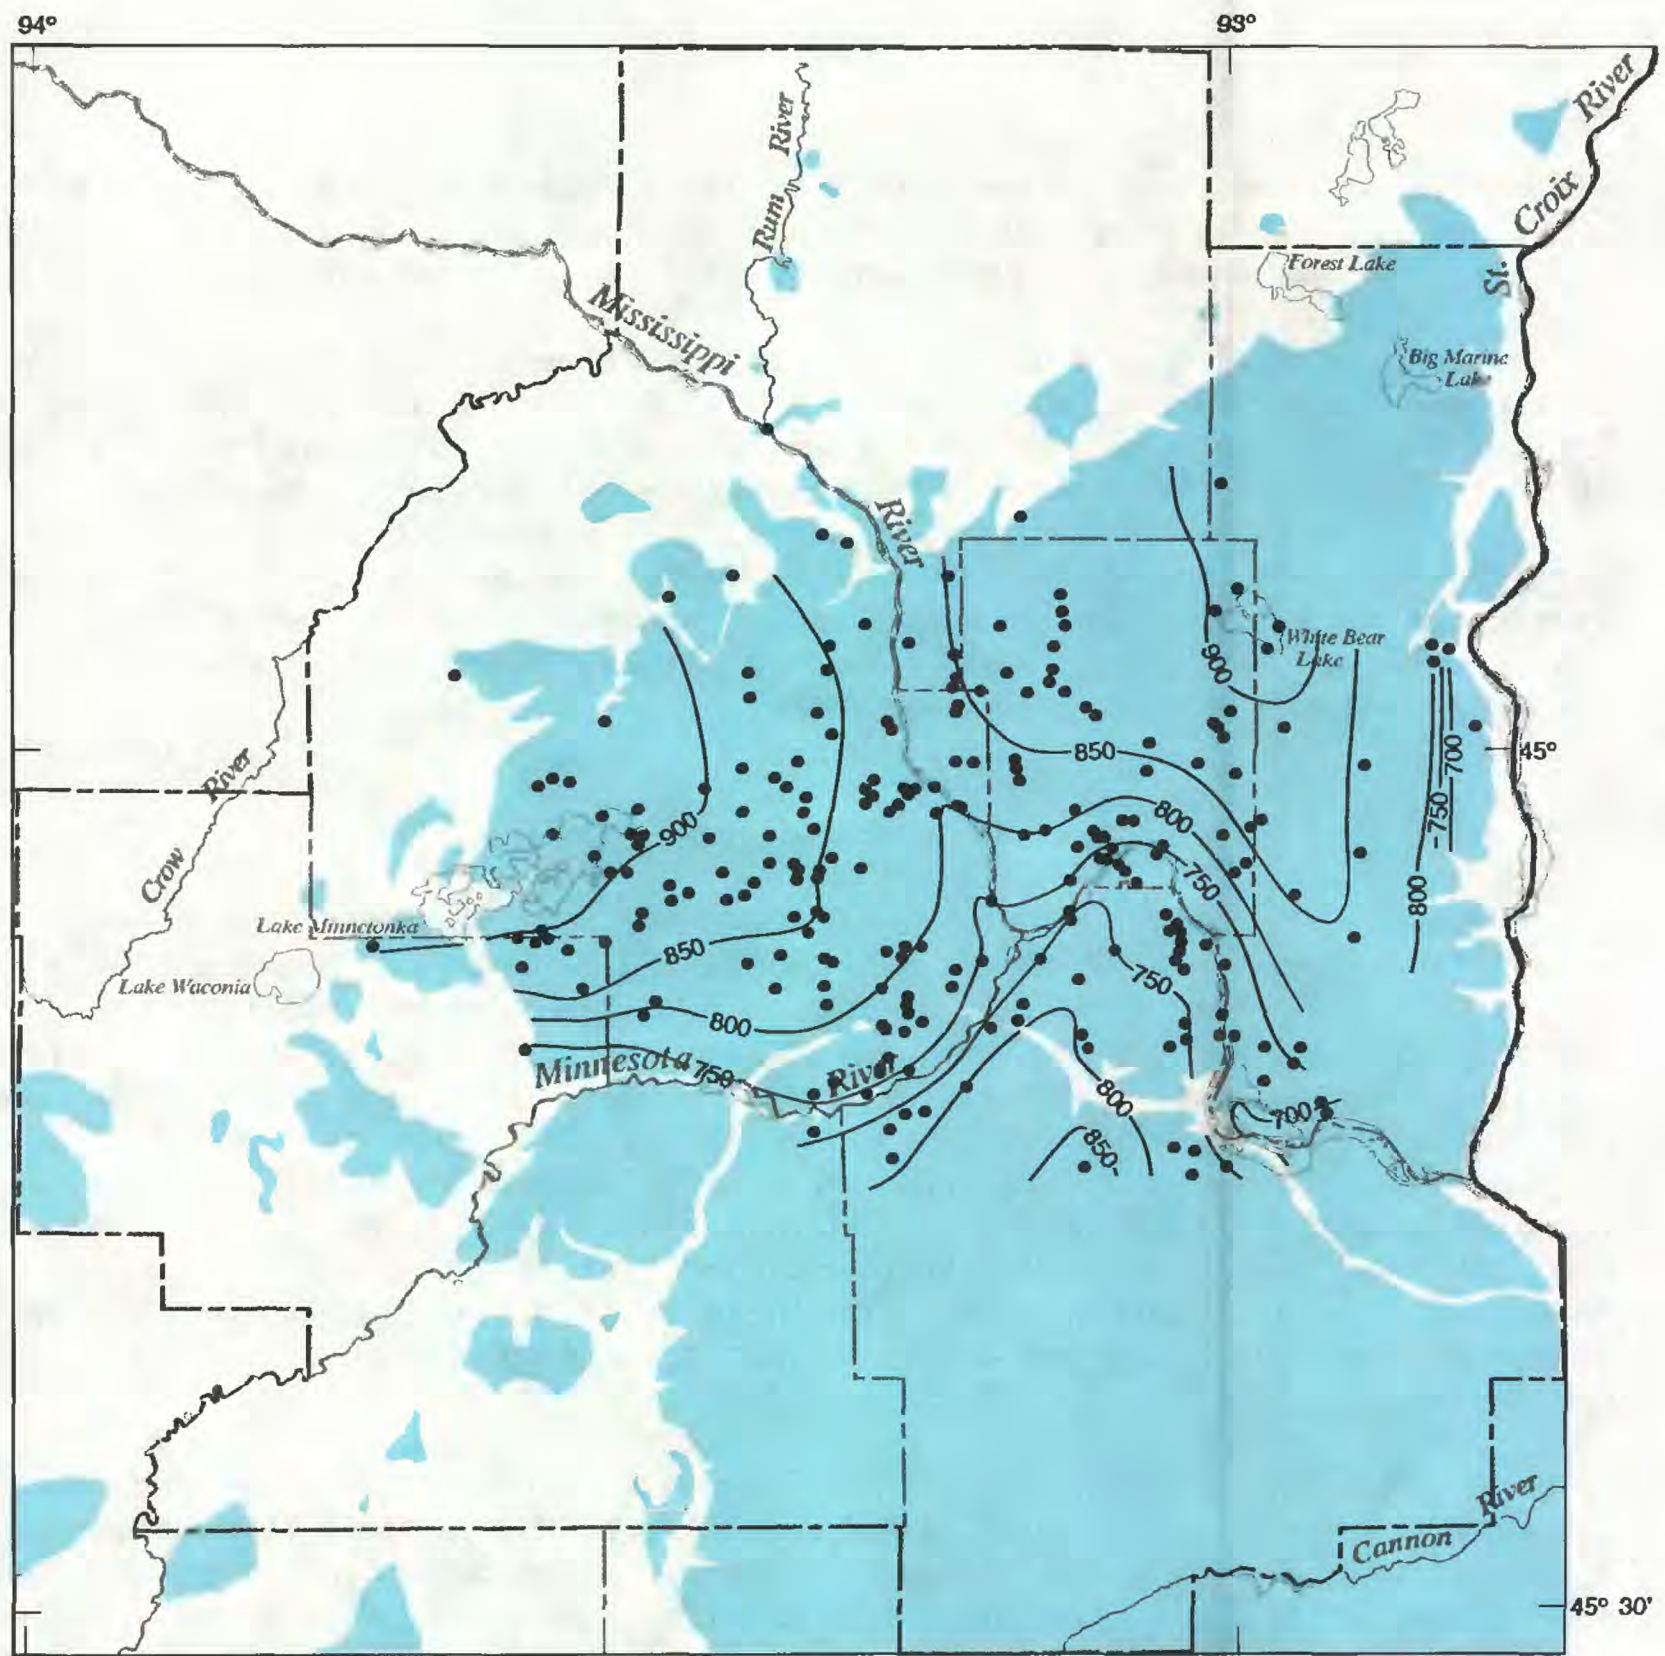 94°
93°
Rum River
St. Croix River
Forest Lake
Mississippi River
Big Marine
Lake
White Bear
Lake
900
850
45°
700
750
800
Crow River
900
800
750
800
Lake Minnetonka
850
Lake Waconia
750
800
Minnesota River
750
800
700
850
Cannon River
45° 30'